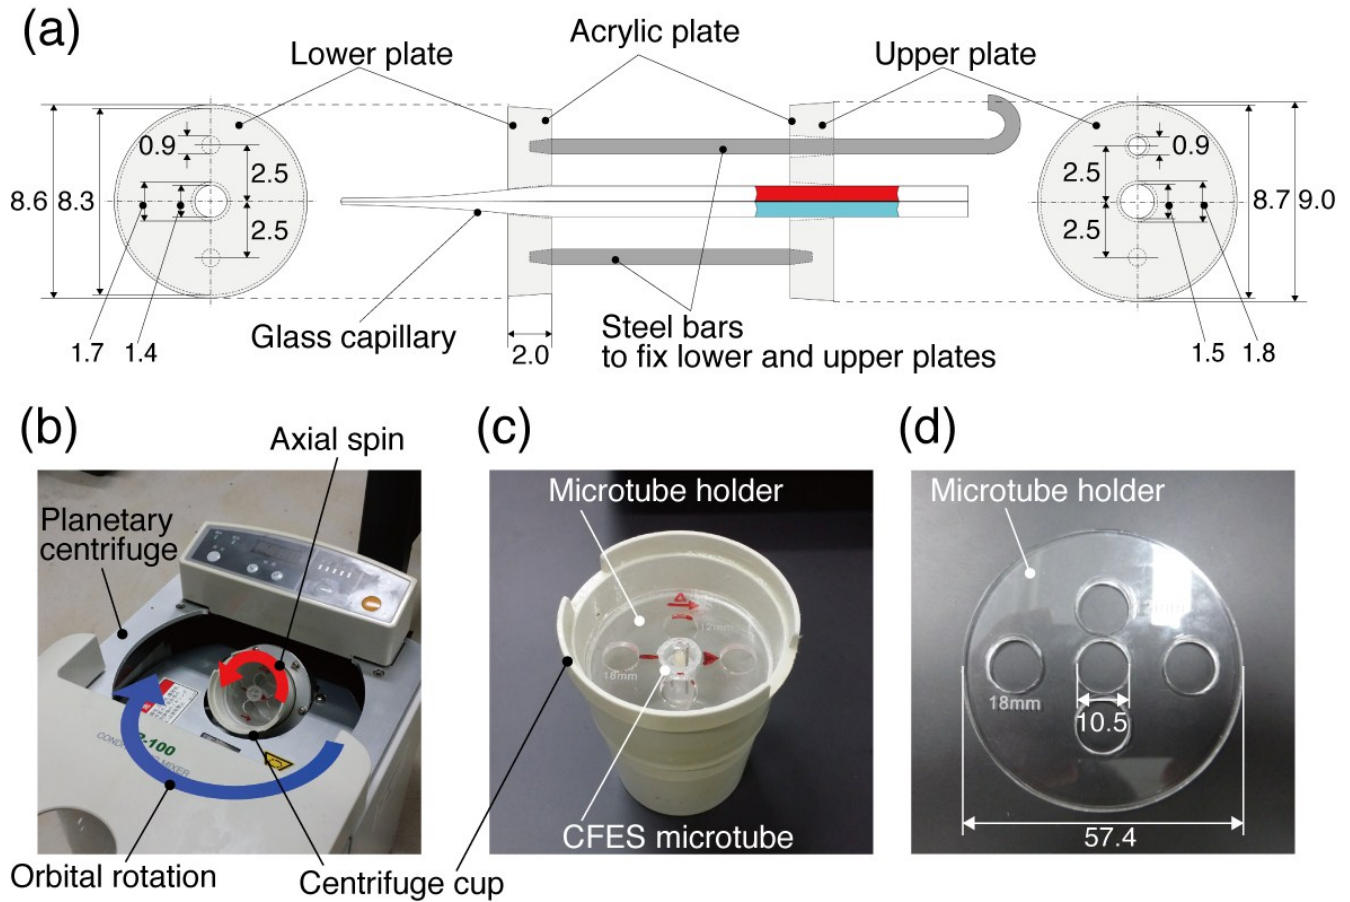 (a)
Lower plate
Acrylic plate
Upper plate
0.9
2.5
8.6
8.3
2.5
1.7
1.4
Glass capillary
2.0
Steel bars
to fix lower and upper plates
0.9
2.5
8.7
9.0
2.5
1.5
1.8
(b)
Axial spin
Planetary
centrifuge
-100
MIXER
Orbital rotation
Centrifuge cup
(c)
Microtube holder
12mm
18mm
CFES microtube
(d)
Microtube holder
12mm
18mm
10.5
57.4